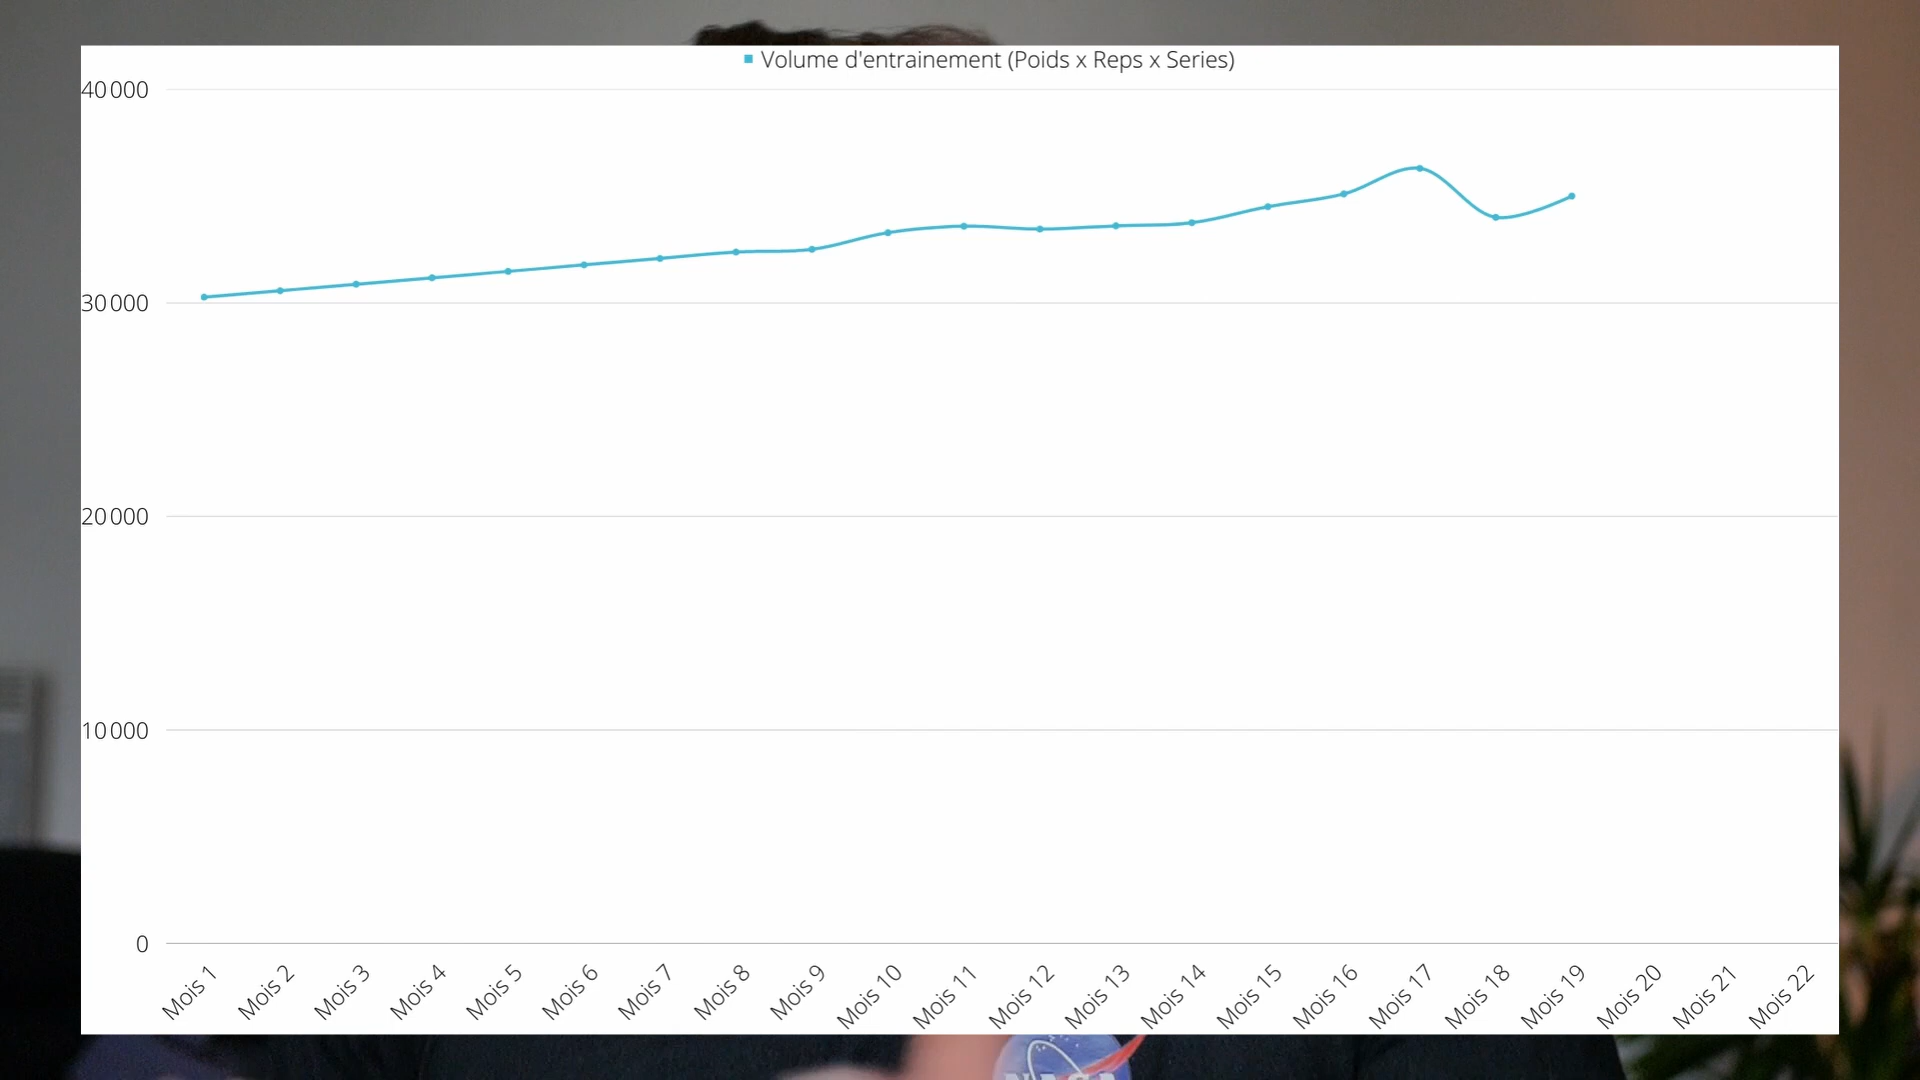 Volume d'entrainement (Poids x Reps x Series)
40 000
30 000
20 000
10 000
0
Mois 1
Mois 2
Mois 3
Mois 4
Mois 5
Mois 6
Mois 7
Mois 8
Mois 9
Mois 10
Mois 11
Mois 12
Mois 13
Mois 14
Mois 15
Mois 16
Mois 17
Mois 18
Mois 19
Mois 20
Mois 21
Mois 22
NASA